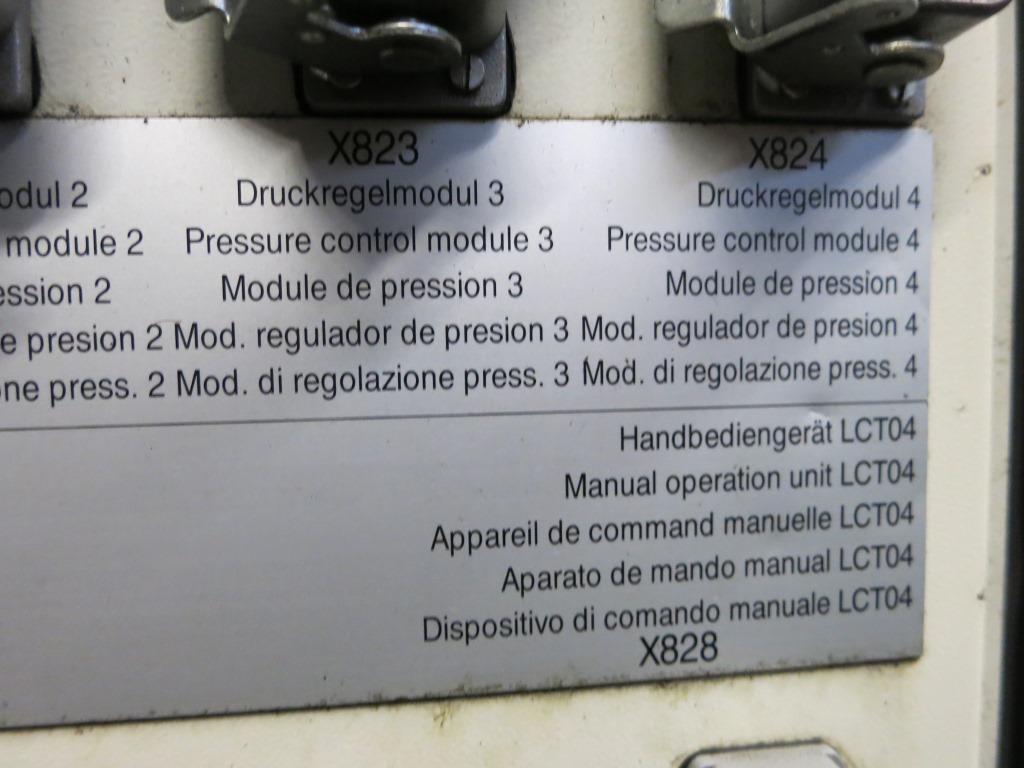 X823 X824
odul 2 Druckregelmodul 3 Druckregelmodul 4
module 2 Pressure control module 3 Pressure control module 4
ession 2 Module de pression 3 Module de pression 4
e presion 2 Mod. regulador de presion 3 Mod. regulador de presion 4
one press. 2 Mod. di regolazione press. 3 Mod. di regolazione press. 4
Handbediengerät LCT04
Manual operation unit LCT04
Appareil de command manuelle LCT04
Aparato de mando manual LCT04
Dispositivo di comando manuale LCT04
X828